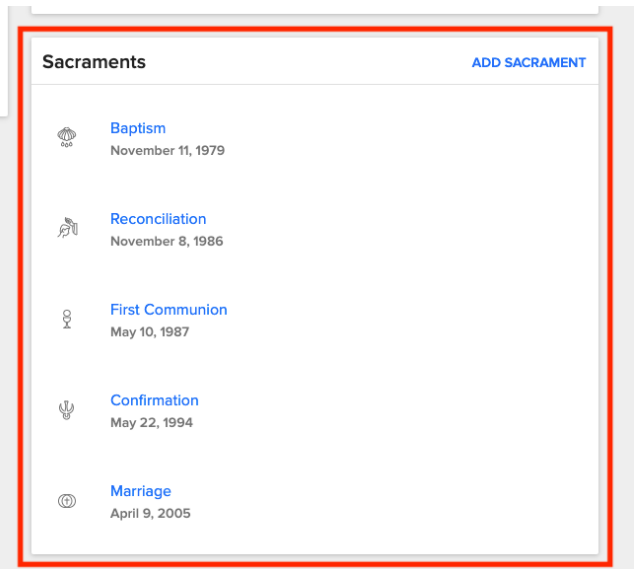 Sacraments
ADD SACRAMENT
Baptism
November 11, 1979
Reconciliation
November 8, 1986
First Communion
May 10, 1987
Confirmation
May 22, 1994
Marriage
April 9, 2005